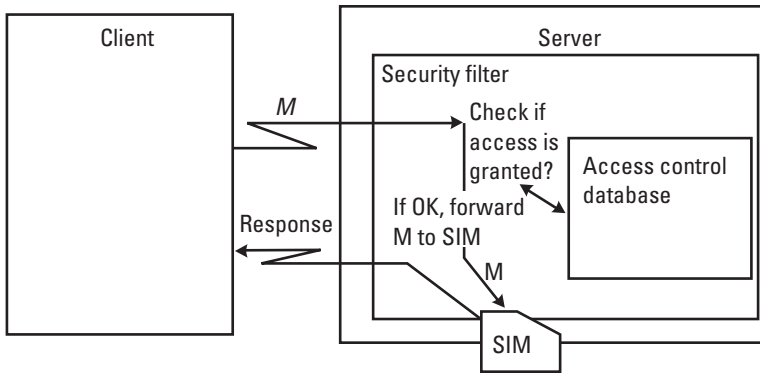 Client
Server
Security filter
M
Check if
access is
granted?
Access control
database
If OK, forward
M to SIM
Response
M
SIM